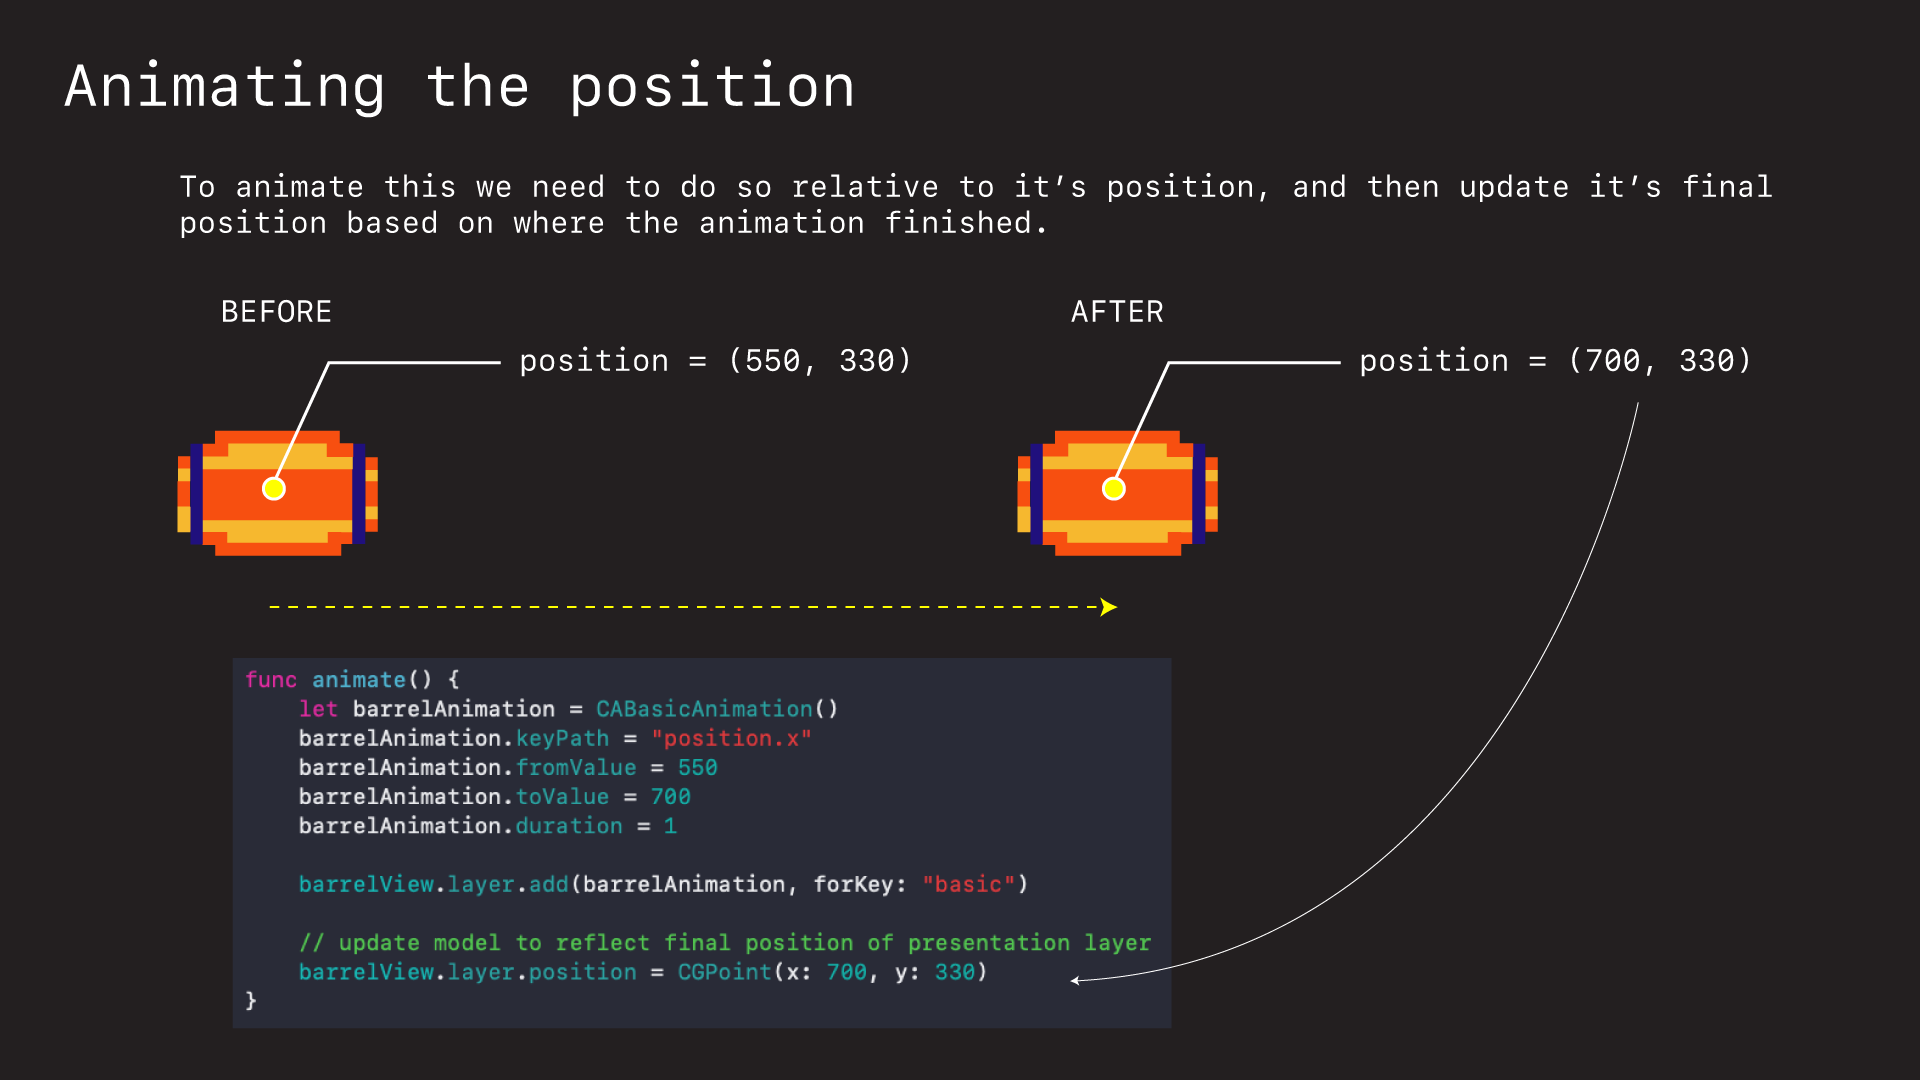 Animating the position
To animate this we need to do so relative to it’s position, and then update it’s final
position based on where the animation finished.
BEFORE
position = (550, 330)
AFTER
position = (700, 330)
func animate() {
    let barrelAnimation = CABasicAnimation()
    barrelAnimation.keyPath = "position.x"
    barrelAnimation.fromValue = 550
    barrelAnimation.toValue = 700
    barrelAnimation.duration = 1
    barrelView.layer.add(barrelAnimation, forKey: "basic")
    // update model to reflect final position of presentation layer
    barrelView.layer.position = CGPoint(x: 700, y: 330)
}